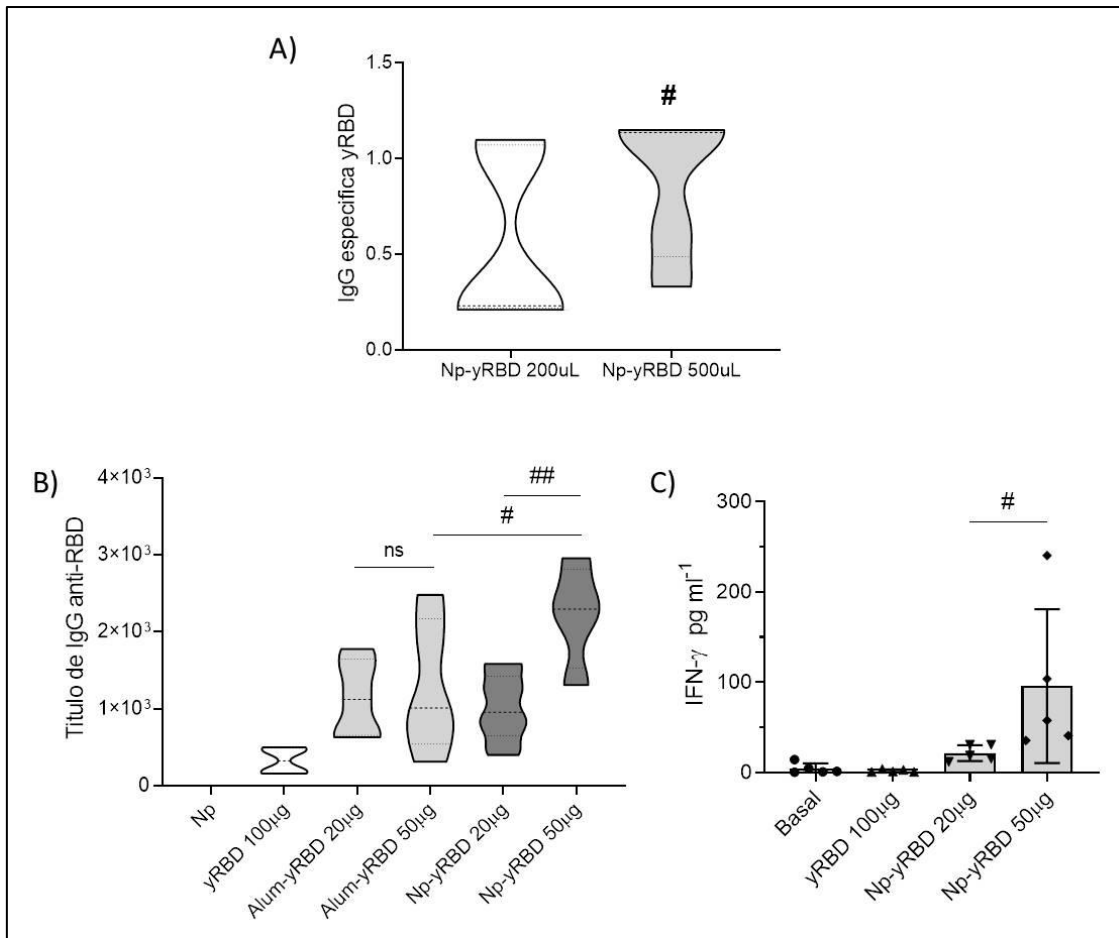 A)
IgG especifica yRBD
1.5
1.0
0.5
0.0
#
Np-yRBD 200uL
Np-yRBD 500uL
B)
Titulo de IgG anti-RBD
4×10³
3×10³
2×10³
1×10³
0
ns
#
##
Np
yRBD 100µg
Alum-yRBD 20µg
Alum-yRBD 50µg
Np-yRBD 20µg
Np-yRBD 50µg
C)
IFN-γ pg ml⁻¹
300
200
100
0
#
Basal
yRBD 100µg
Np-yRBD 20µg
Np-yRBD 50µg